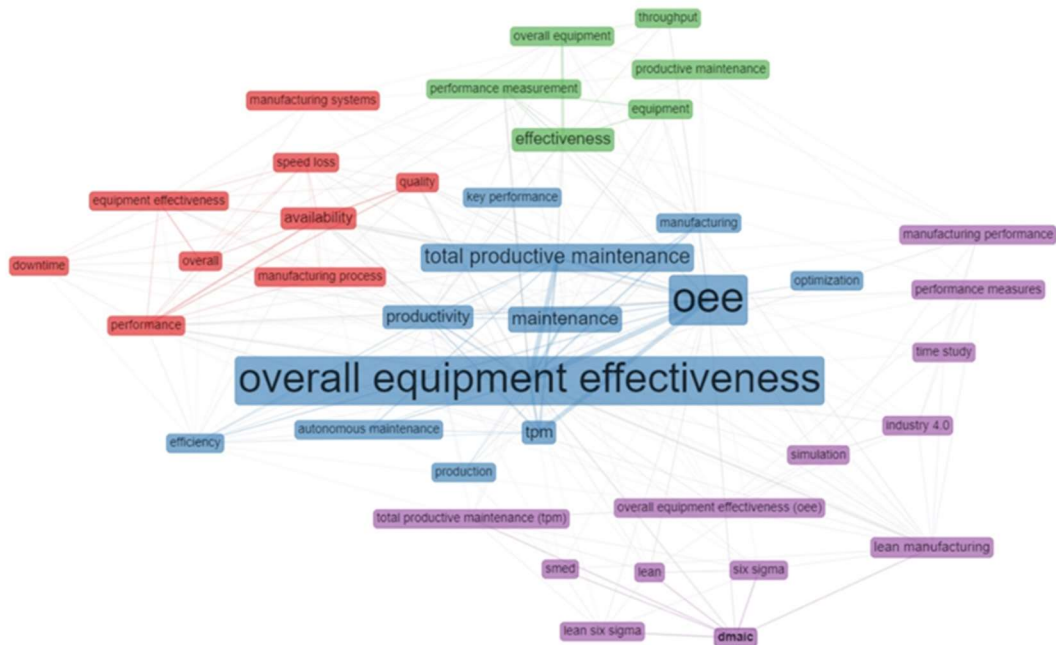 throughput
overall equipment
productive maintenance
performance measurement
manufacturing systems
equipment
effectiveness
speed loss
quality
key performance
equipment effectiveness
availability
manufacturing
manufacturing performance
total productive maintenance
overall
downtime
manufacturing process
optimization
performance measures
oee
productivity
maintenance
performance
time study
overall equipment effectiveness
industry 4.0
autonomous maintenance
tpm
efficiency
simulation
production
overall equipment effectiveness (oee)
total productive maintenance (tpm)
lean manufacturing
smed
lean
six sigma
lean six sigma
dmaic